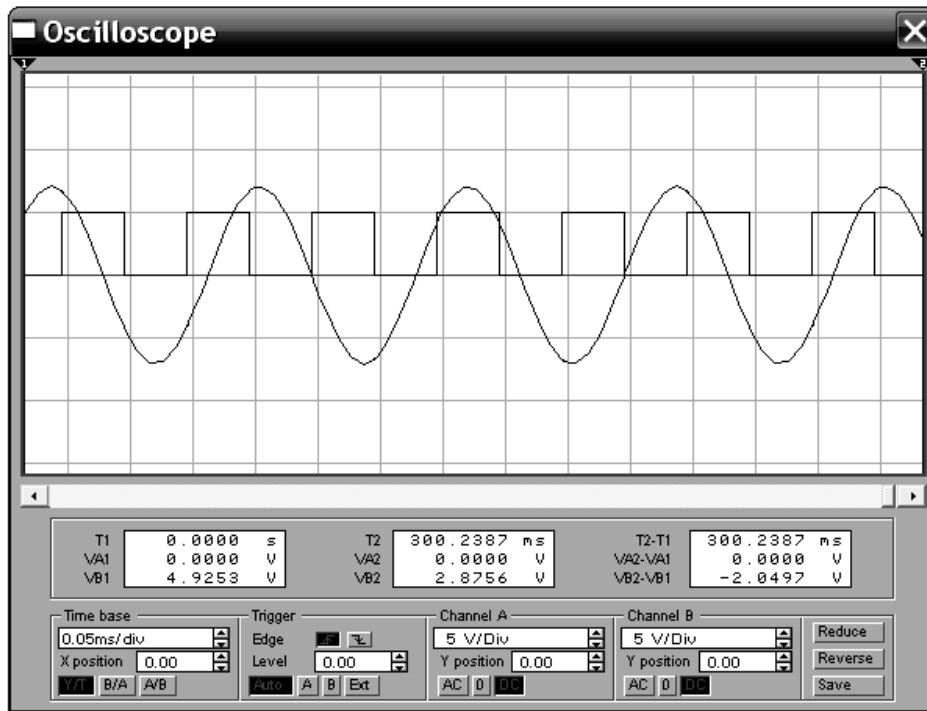 Oscilloscope
1 2
T1 0.0000 s T2 300.2387 ms T2-T1 300.2387 ms
VA1 0.0000 V VA2 0.0000 V VA2-VA1 0.0000 V
VB1 4.9253 V VB2 2.8756 V VB2-VB1 -2.0497 V
Time base Trigger Channel A Channel B
0.05ms/div Edge 5 V/Div 5 V/Div Reduce
X position 0.00 Level 0.00 Y position 0.00 Y position 0.00 Reverse
Y/T B/A A/B Auto A B Ext AC 0 DC AC 0 DC Save